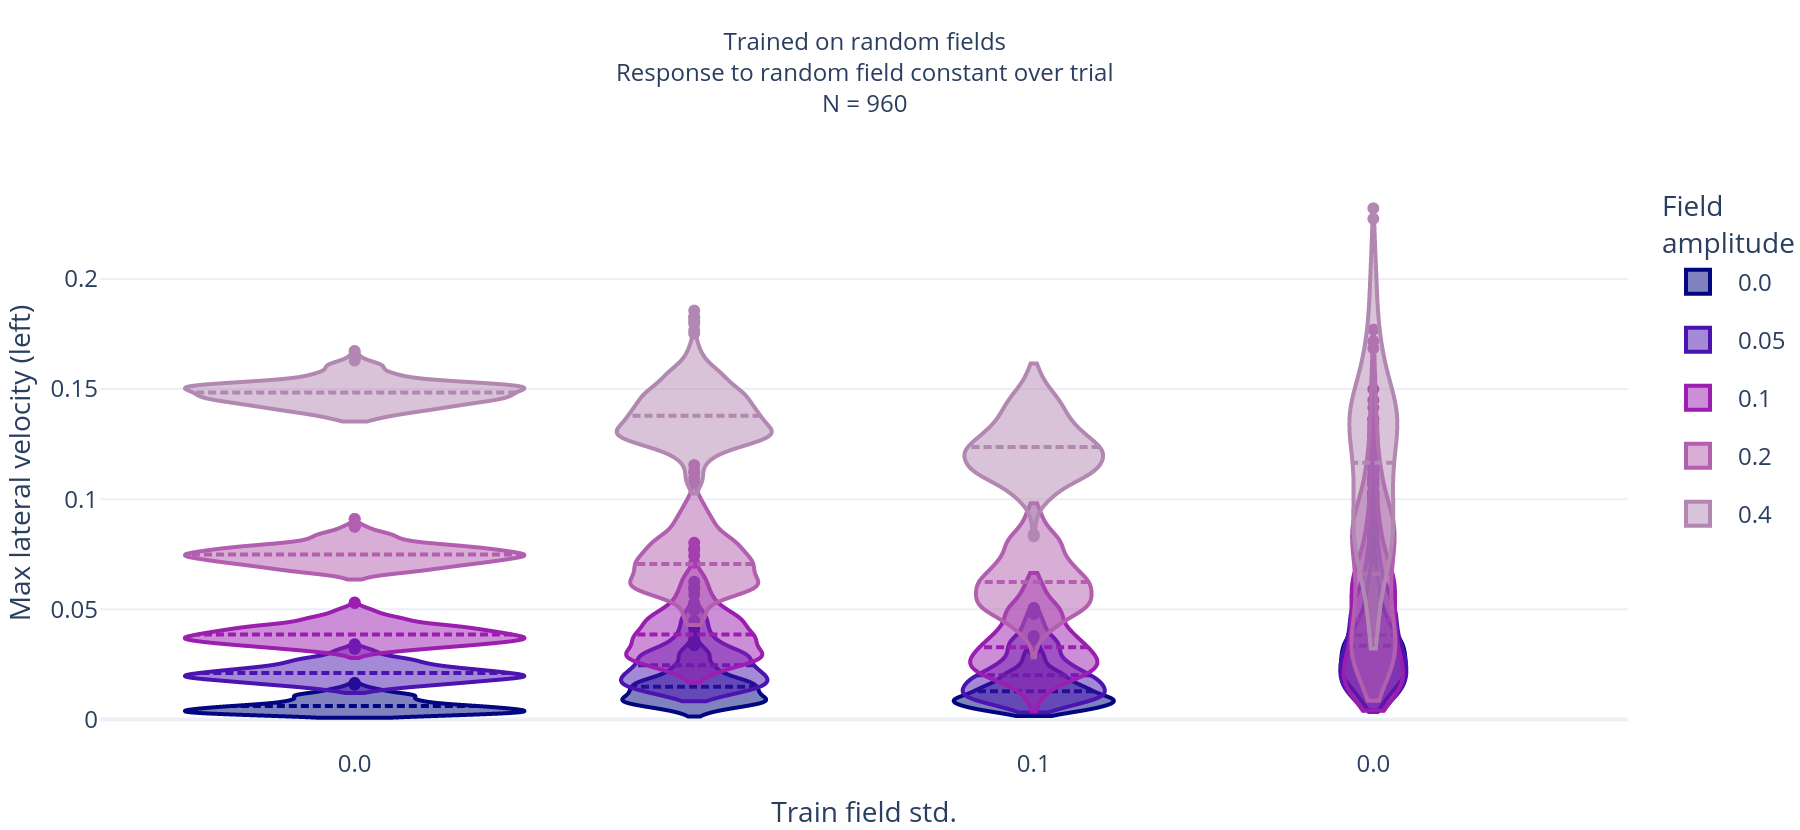 Trained on random fields
Response to random field constant over trial
N = 960
Max lateral velocity (left)
0.2
0.15
0.1
0.05
0
0.0
0.1
0.0
Train field std.
Field
amplitude
0.0
0.05
0.1
0.2
0.4